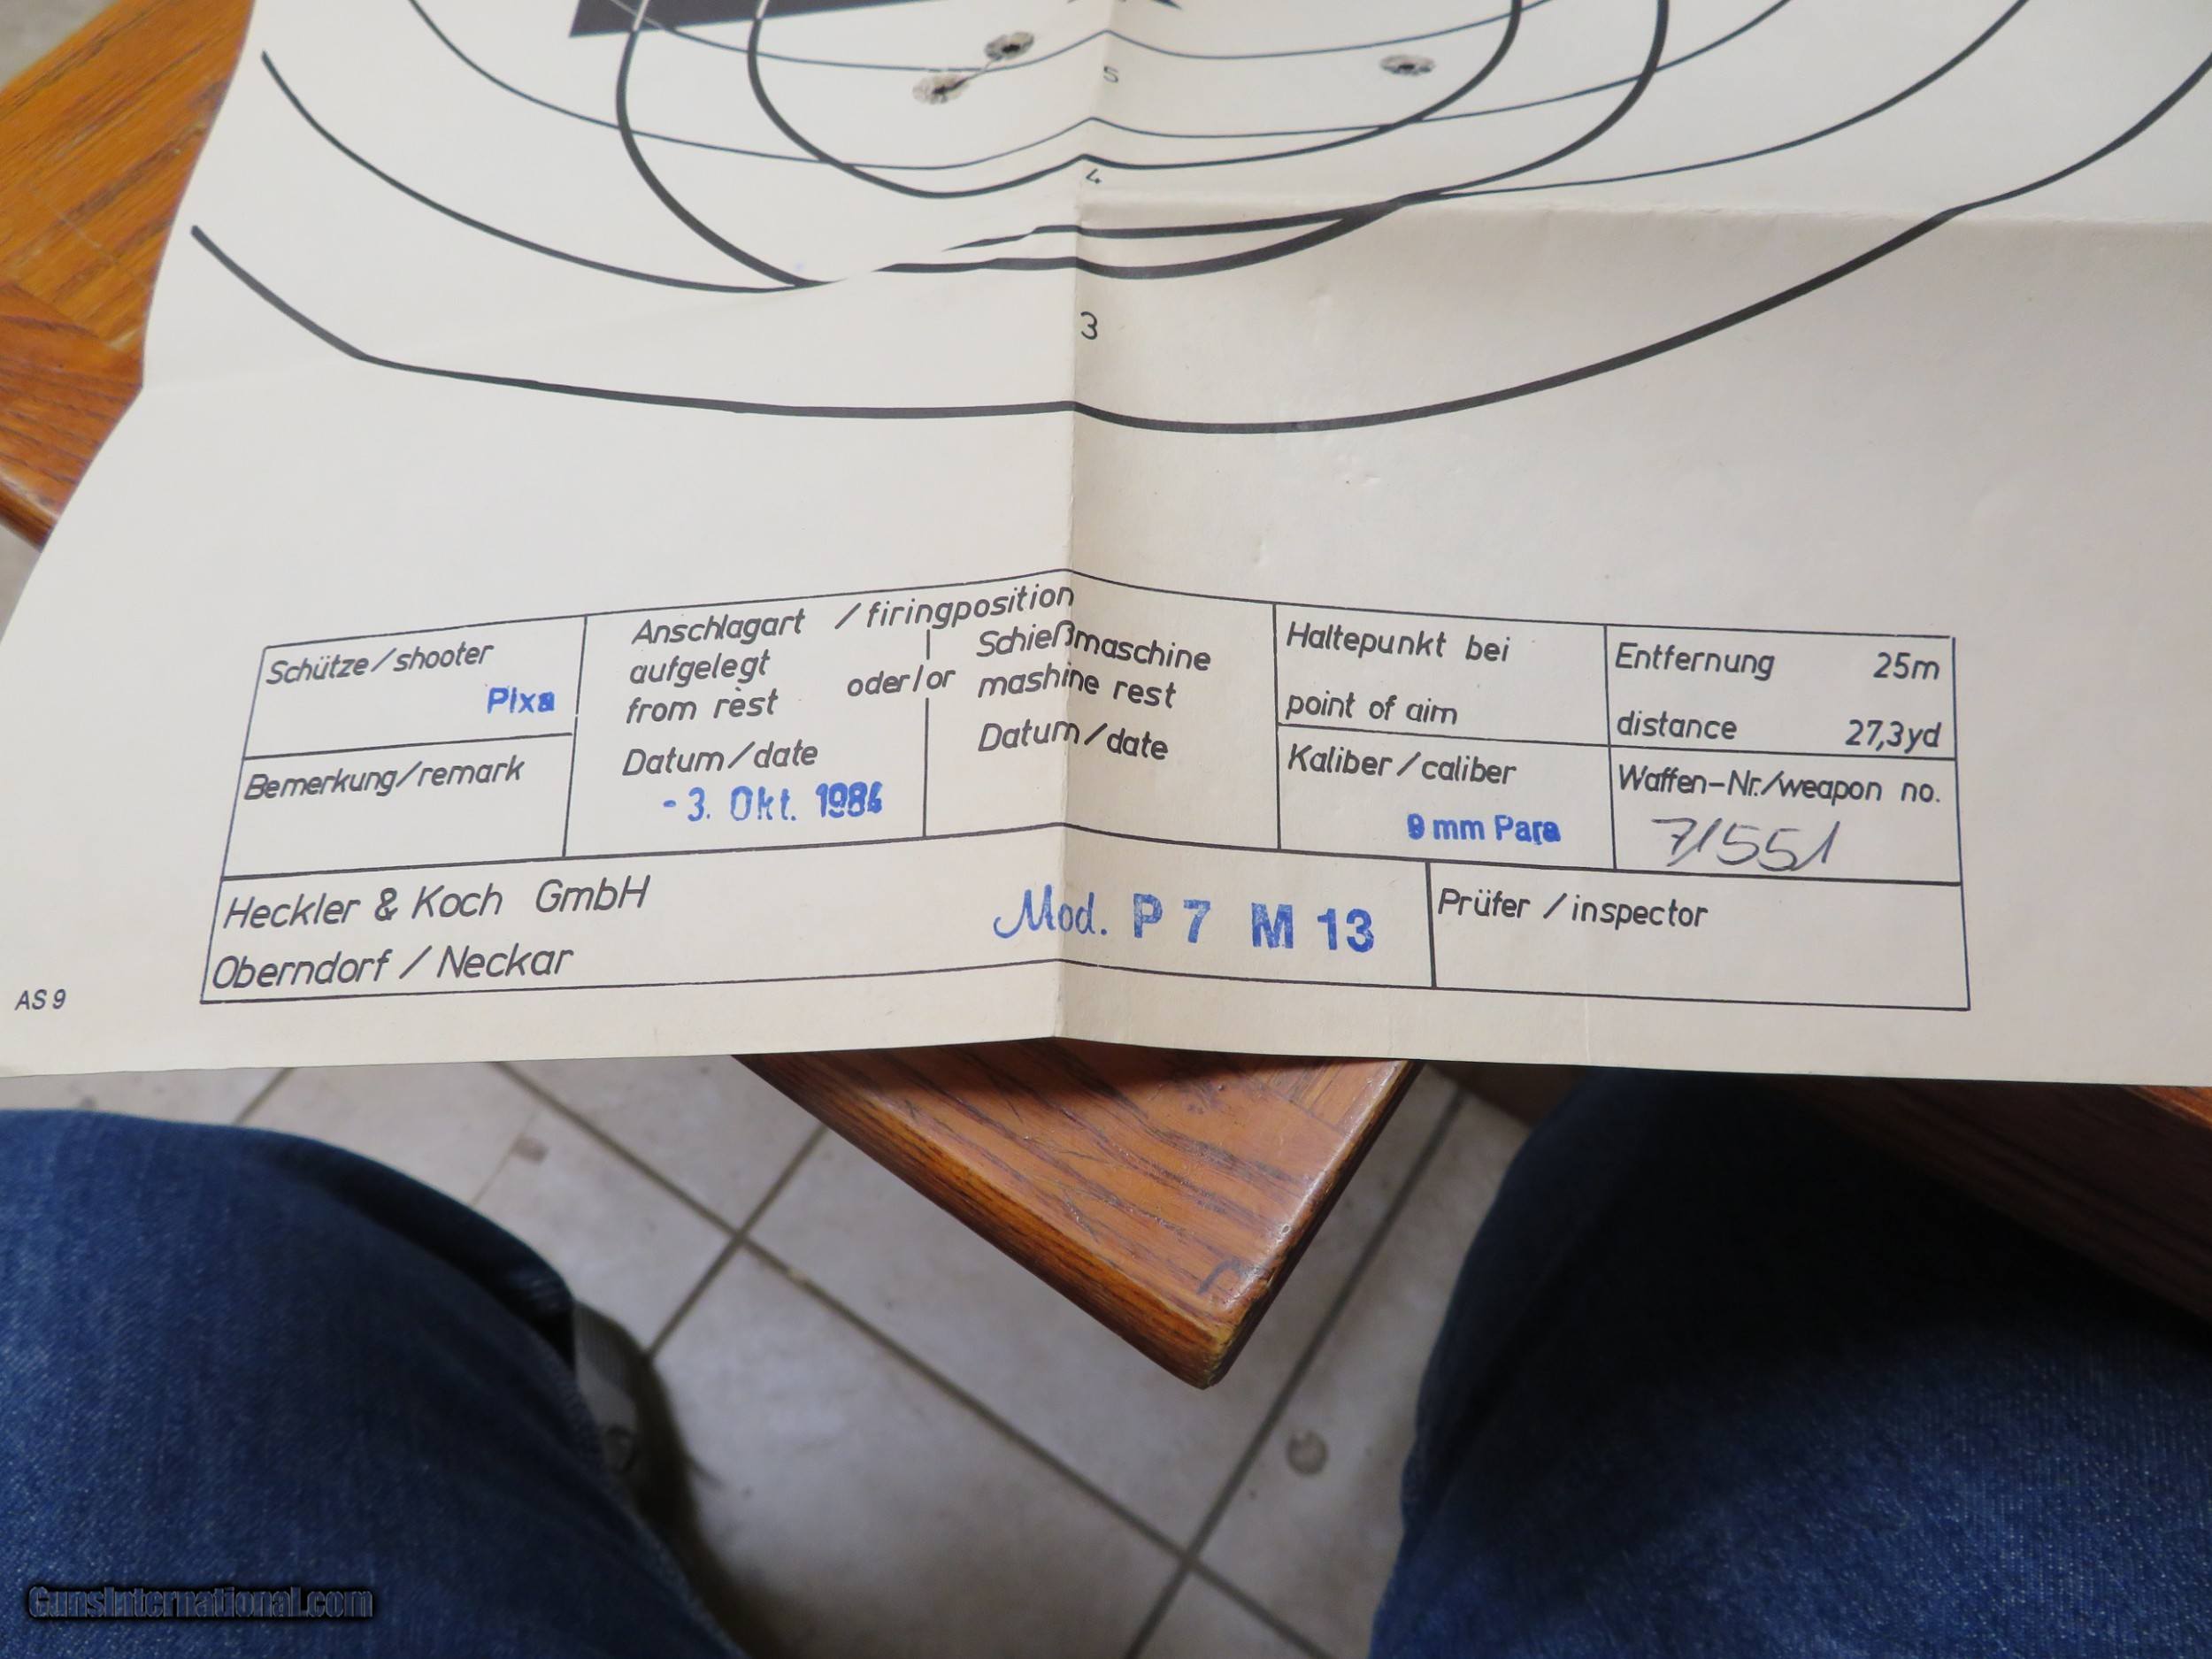 5
4
3
Schütze/shooter
Pixa
Bemerkung/remark
Anschlagart /firingposition
aufgelegt
from rest
oder/or
Schießmaschine
mashine rest
Datum/date
- 3. Okt. 1986
Datum/date
Haltepunkt bei
point of aim
Kaliber/caliber
9 mm Para
Entfernung 25m
distance 27,3yd
Waffen-Nr./weapon no.
71551
Heckler & Koch GmbH
Oberndorf / Neckar
Mod. P 7 M 13
Prüfer / inspector
AS 9
GunsInternational.com